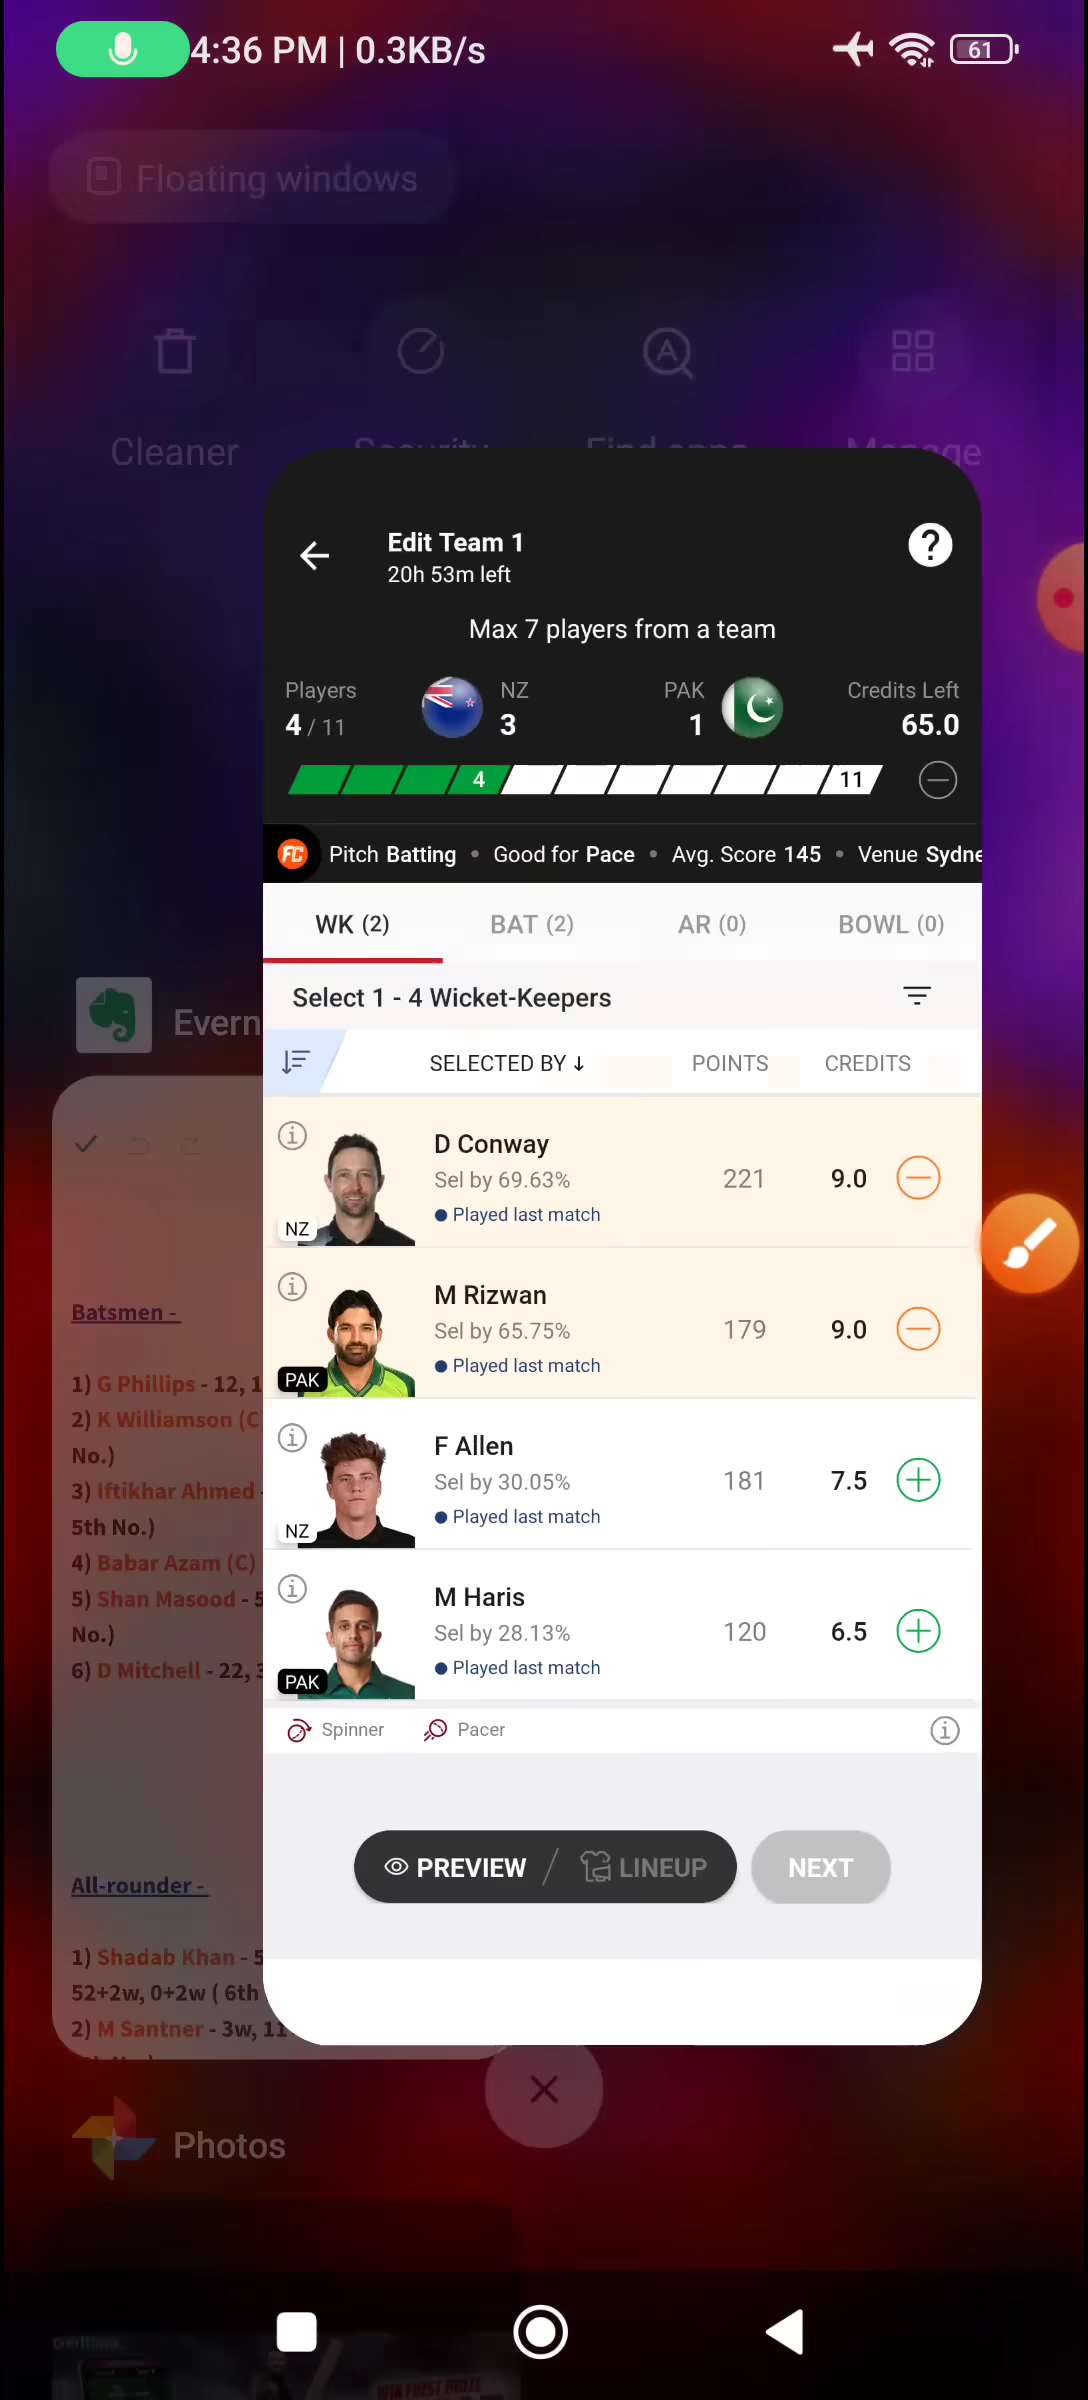 4:36 PM | 0.3KB/s
61
Floating windows
Cleaner
Security
Find apps
Manage
Edit Team 1
20h 53m left
?
Max 7 players from a team
Players
4 / 11
NZ
3
PAK
1
Credits Left
65.0
4
11
FC
Pitch Batting • Good for Pace • Avg. Score 145 • Venue Sydne
WK (2)
BAT (2)
AR (0)
BOWL (0)
Select 1 - 4 Wicket-Keepers
Evern
SELECTED BY ↓
POINTS
CREDITS
D Conway
Sel by 69.63%
Played last match
221
9.0
NZ
M Rizwan
Sel by 65.75%
Played last match
179
9.0
PAK
F Allen
Sel by 30.05%
Played last match
181
7.5
NZ
M Haris
Sel by 28.13%
Played last match
120
6.5
PAK
Spinner
Pacer
PREVIEW
LINEUP
NEXT
Batsmen -
1) G Phillips - 12, 1
2) K Williamson (C)
No.)
3) Iftikhar Ahmed -
5th No.)
4) Babar Azam (C)
5) Shan Masood - 5
No.)
6) D Mitchell - 22, 3
All-rounder -
1) Shadab Khan - 5
52+2w, 0+2w ( 6th
2) M Santner - 3w, 11
Photos